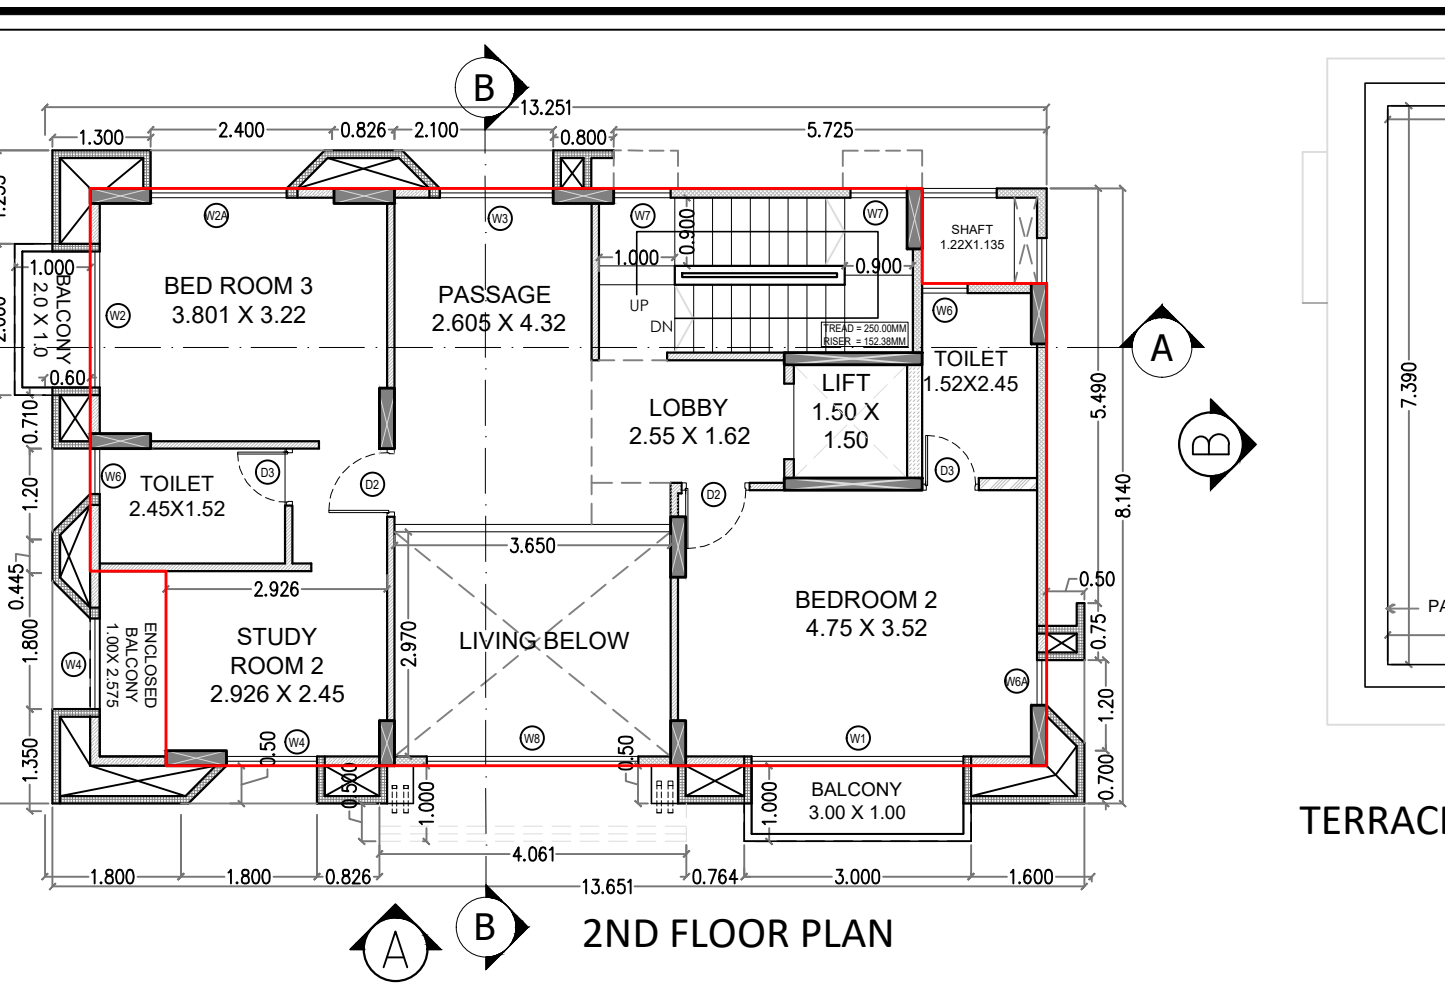 B
13.251
1.300
2.400
0.826
2.100
0.800
5.725
W2A
W3
W7
0.900
W7
SHAFT
1.22X1.135
1.000
BALCONY
2.0 X 1.0
W2
BED ROOM 3
3.801 X 3.22
PASSAGE
2.605 X 4.32
1.000
0.900
UP
DN
TREAD = 250.00MM
RISER = 152.38MM
W6
A
TOILET
1.52X2.45
0.60
0.710
LIFT
1.50 X
1.50
LOBBY
2.55 X 1.62
5.490
7.390
B
8.140
W6
TOILET
2.45X1.52
D3
D2
D2
D3
1.20
0.445
3.650
2.926
2.970
0.50
BEDROOM 2
4.75 X 3.52
0.75
PA
STUDY
ROOM 2
2.926 X 2.45
LIVING BELOW
ENCLOSED
BALCONY
1.00X 2.575
1.800
W4
W6A
1.20
W4
W8
W1
0.50
0.50
1.350
0.500
1.000
1.000
BALCONY
3.00 X 1.00
0.700
TERRAC
4.061
1.800
1.800
0.826
13.651
0.764
3.000
1.600
A
B
2ND FLOOR PLAN